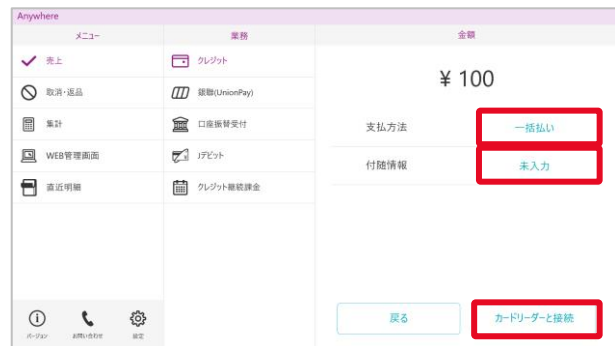 Anywhere
メニュー 業務 金額
売上 クレジット
¥ 100
取消・返品 銀聯(UnionPay)
集計 口座振替受付 支払方法 一括払い
WEB管理画面 Jデビット 付随情報 未入力
直近明細 クレジット継続課金
戻る カードリーダーと接続
バージョン お問い合わせ 設定